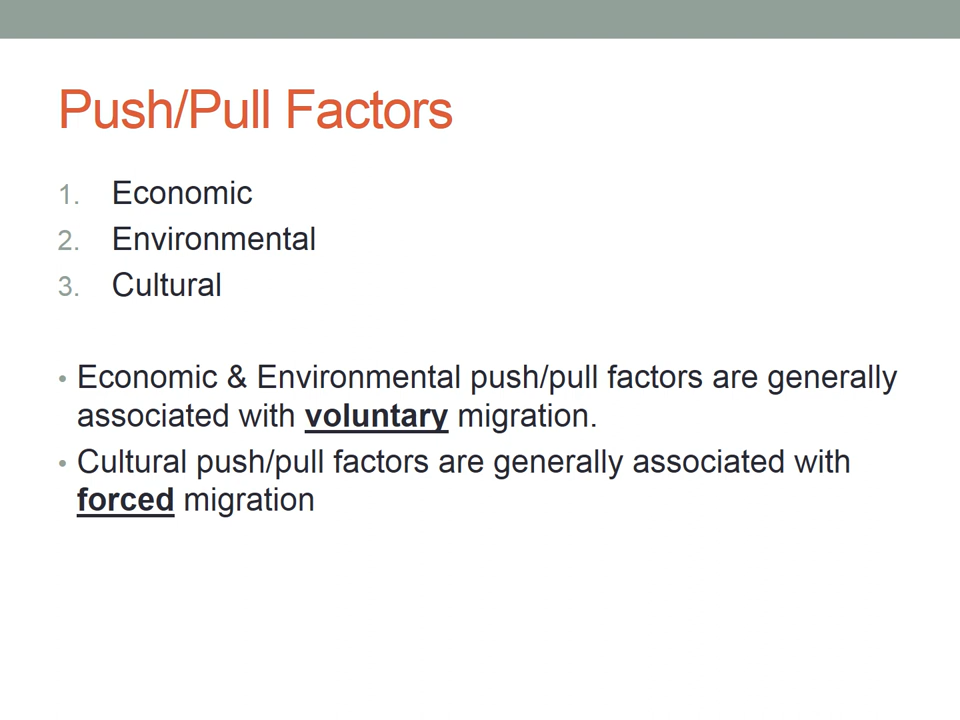 Push/Pull Factors
1. Economic
2. Environmental
3. Cultural
• Economic & Environmental push/pull factors are generally
associated with voluntary migration.
• Cultural push/pull factors are generally associated with
forced migration